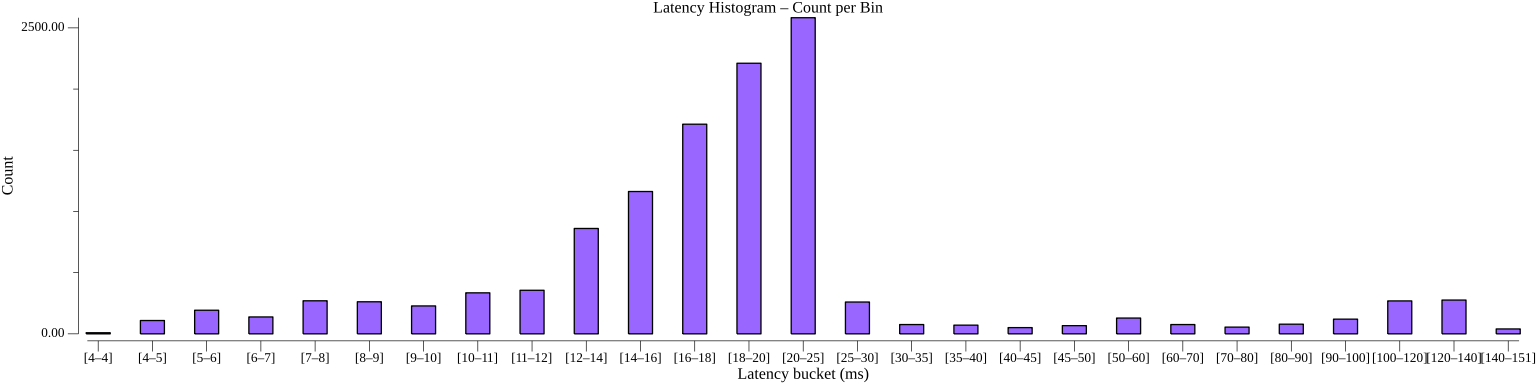 Latency Histogram – Count per Bin
2500.00
Count
0.00
[4–4] [4–5] [5–6] [6–7] [7–8] [8–9] [9–10] [10–11] [11–12] [12–14] [14–16] [16–18] [18–20] [20–25] [25–30] [30–35] [35–40] [40–45] [45–50] [50–60] [60–70] [70–80] [80–90] [90–100] [100–120] [120–140] [140–151]
Latency bucket (ms)